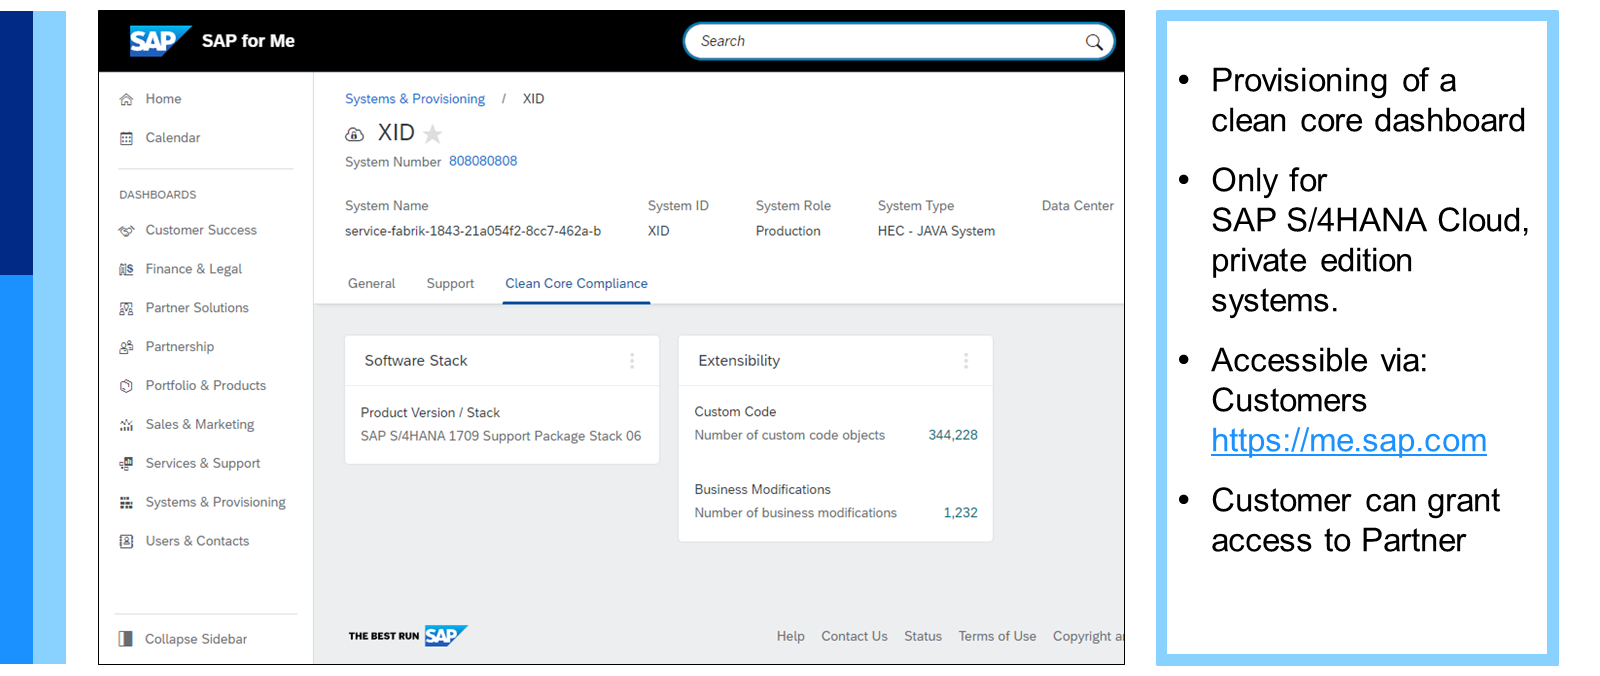 SAP SAP for Me
Search
Home
Calendar
DASHBOARDS
Customer Success
Finance & Legal
Partner Solutions
Partnership
Portfolio & Products
Sales & Marketing
Services & Support
Systems & Provisioning
Users & Contacts
Collapse Sidebar
Systems & Provisioning / XID
XID
System Number 808080808
System Name System ID System Role System Type Data Center
service-fabrik-1843-21a054f2-8cc7-462a-b XID Production HEC - JAVA System
General Support Clean Core Compliance
Software Stack
Product Version / Stack
SAP S/4HANA 1709 Support Package Stack 06
Extensibility
Custom Code
Number of custom code objects 344,228
Business Modifications
Number of business modifications 1,232
THE BEST RUN SAP
Help Contact Us Status Terms of Use Copyright a
• Provisioning of a
clean core dashboard
• Only for
SAP S/4HANA Cloud,
private edition
systems.
• Accessible via:
Customers
https://me.sap.com
• Customer can grant
access to Partner